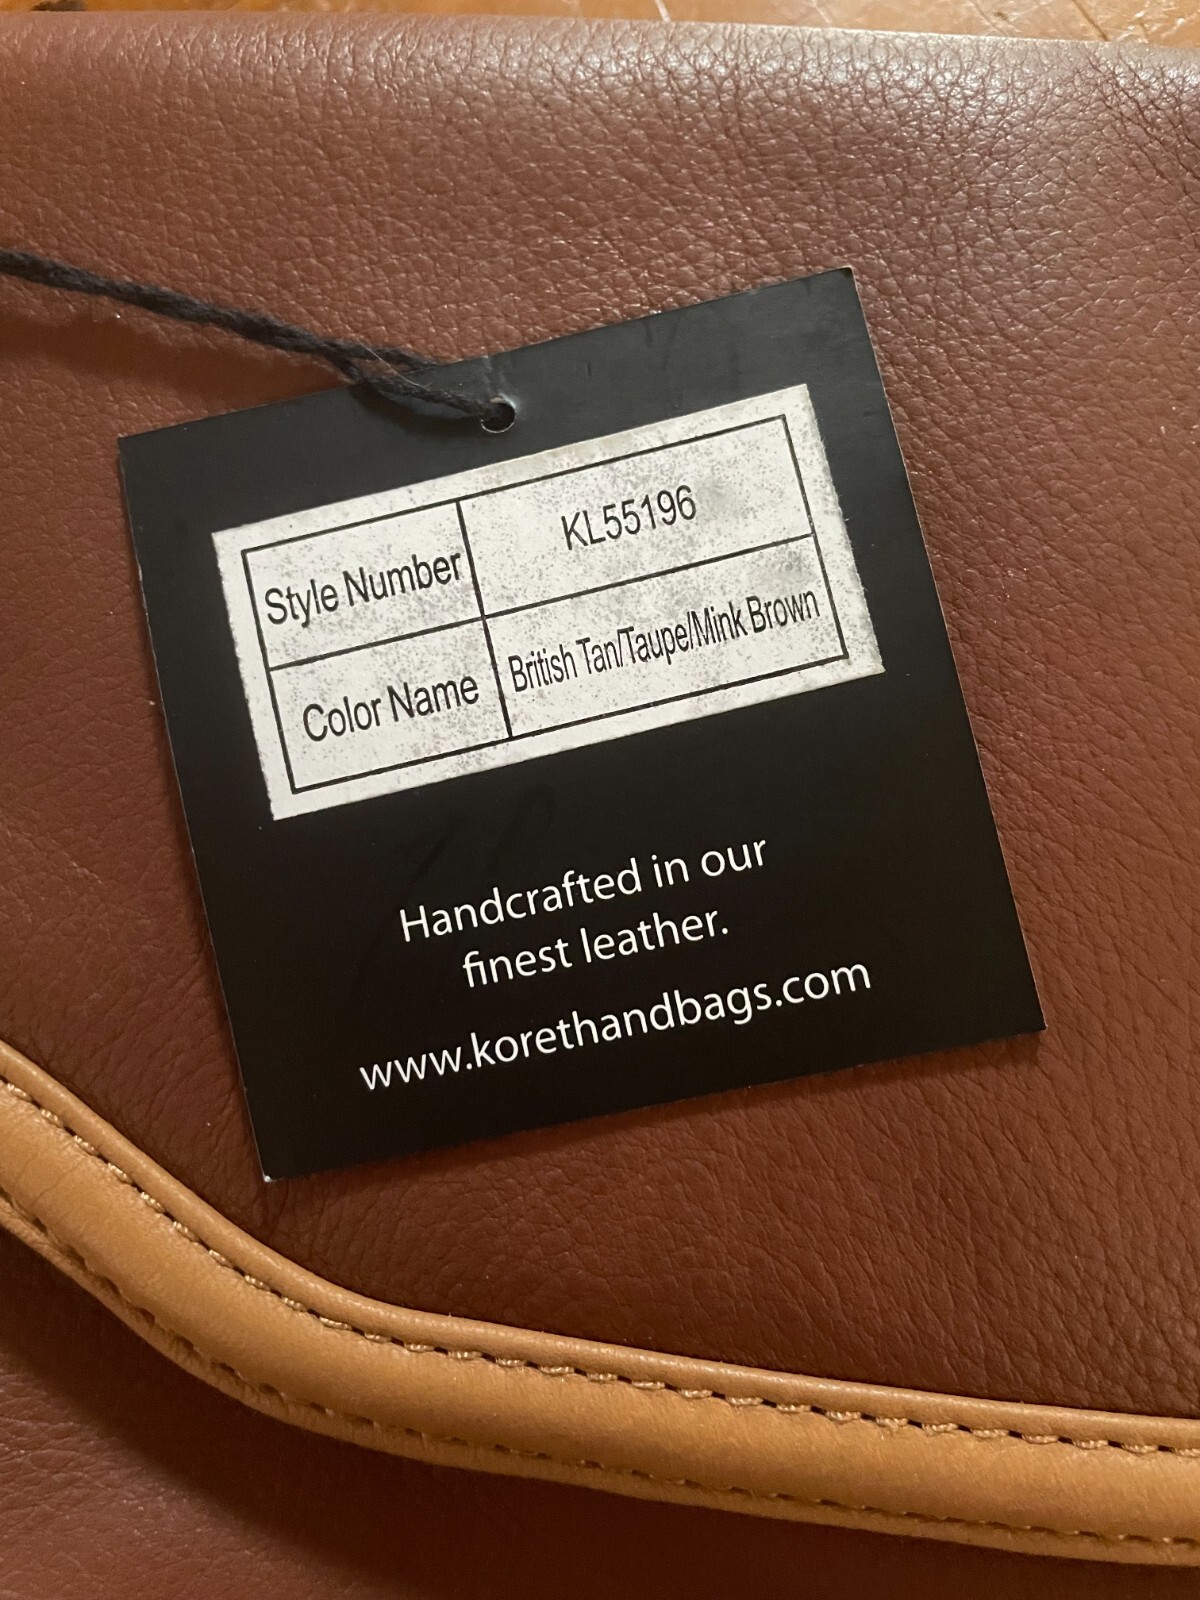 Style Number KL55196
Color Name British Tan/Taupe/Mink Brown
Handcrafted in our
finest leather.
www.korethandbags.com